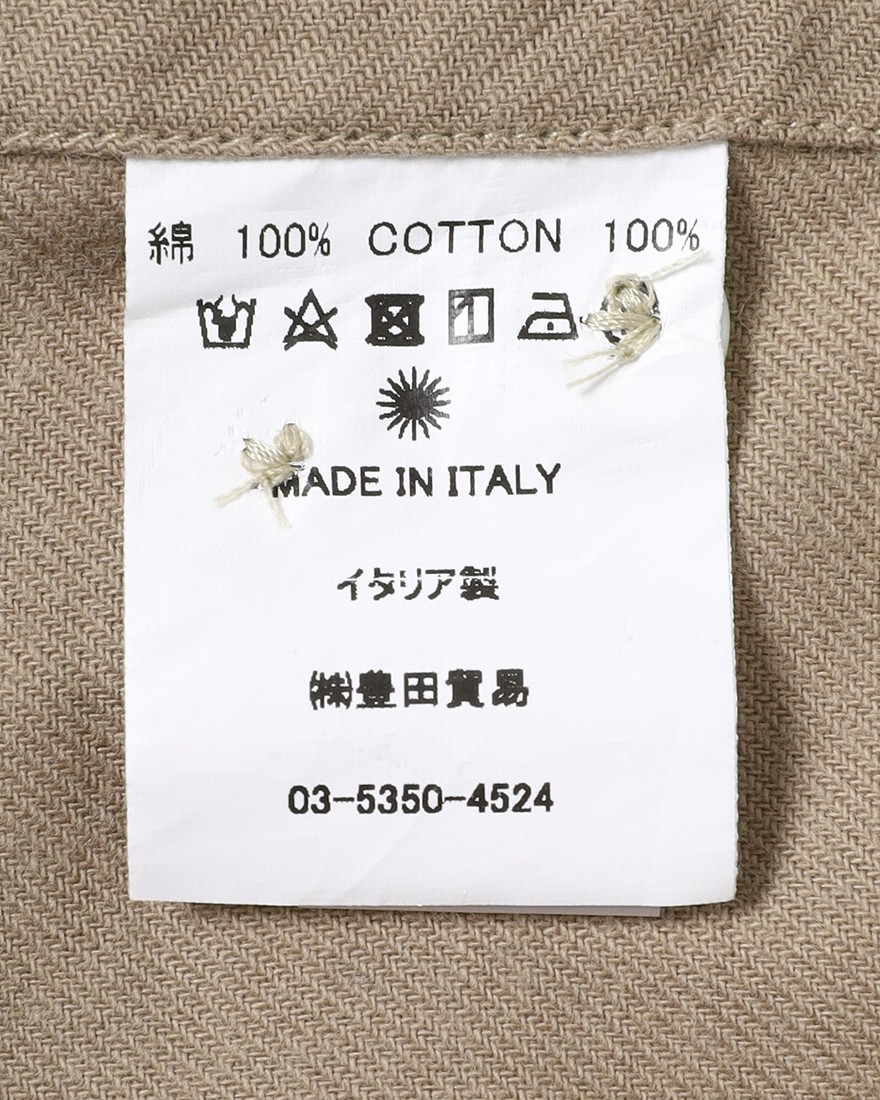 綿 100% COTTON 100%
MADE IN ITALY
イタリア製
㈱豊田貿易
03-5350-4524